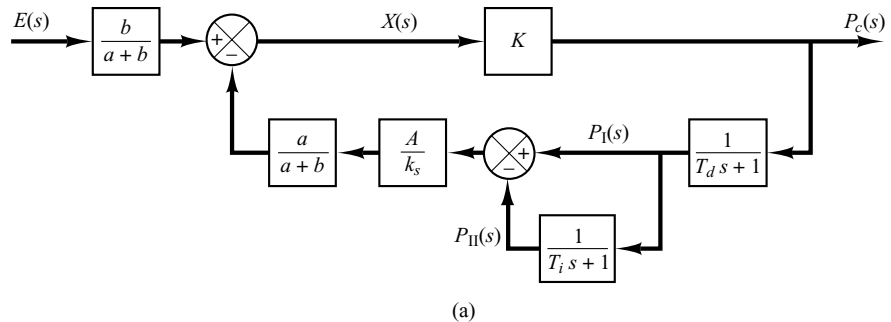 E(s)
b
a + b
+
−
X(s)
K
P_c(s)
a
a + b
A
k_s
+
−
P_I(s)
1
T_d s + 1
P_II(s)
1
T_i s + 1
(a)